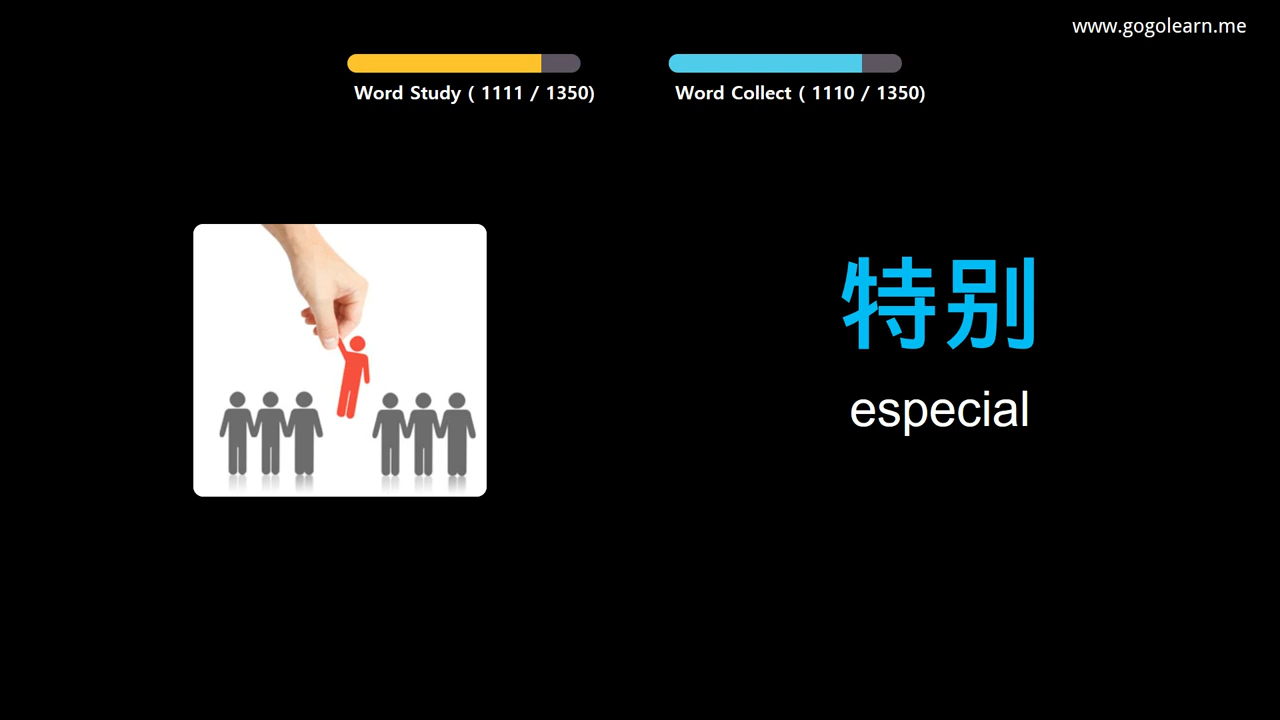 www.gogolearn.me
Word Study ( 1111 / 1350)
Word Collect ( 1110 / 1350)
特别
especial